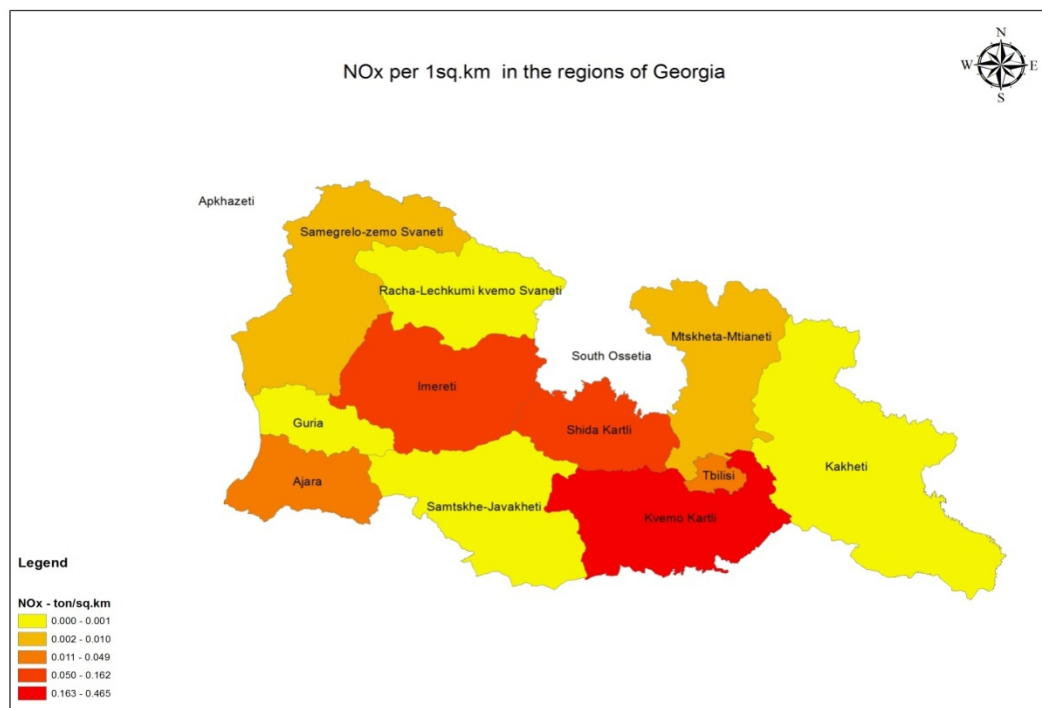 NOx per 1sq.km in the regions of Georgia
N
W E
S
Apkhazeti
Samegrelo-zemo Svaneti
Racha-Lechkumi kvemo Svaneti
Mtskheta-Mtianeti
South Ossetia
Imereti
Guria
Shida Kartli
Kakheti
Tbilisi
Ajara
Samtskhe-Javakheti
Kvemo Kartli
Legend
NOx - ton/sq.km
0.000 - 0.001
0.002 - 0.010
0.011 - 0.049
0.050 - 0.162
0.163 - 0.465